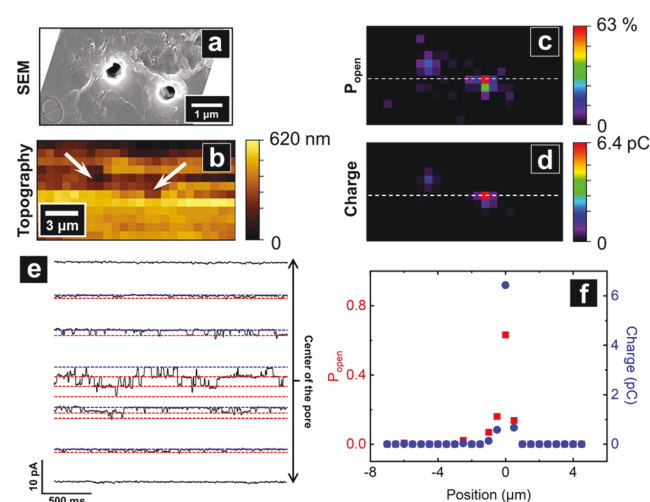 a
SEM
1 µm
b
Topography
3 µm
620 nm
0
c
Popen
63 %
0
d
Charge
6.4 pC
0
e
Center of the pore
10 pA
500 ms
f
0.8
0.4
0.0
Popen
6
4
2
0
Charge (pC)
-8
-4
0
4
Position (µm)